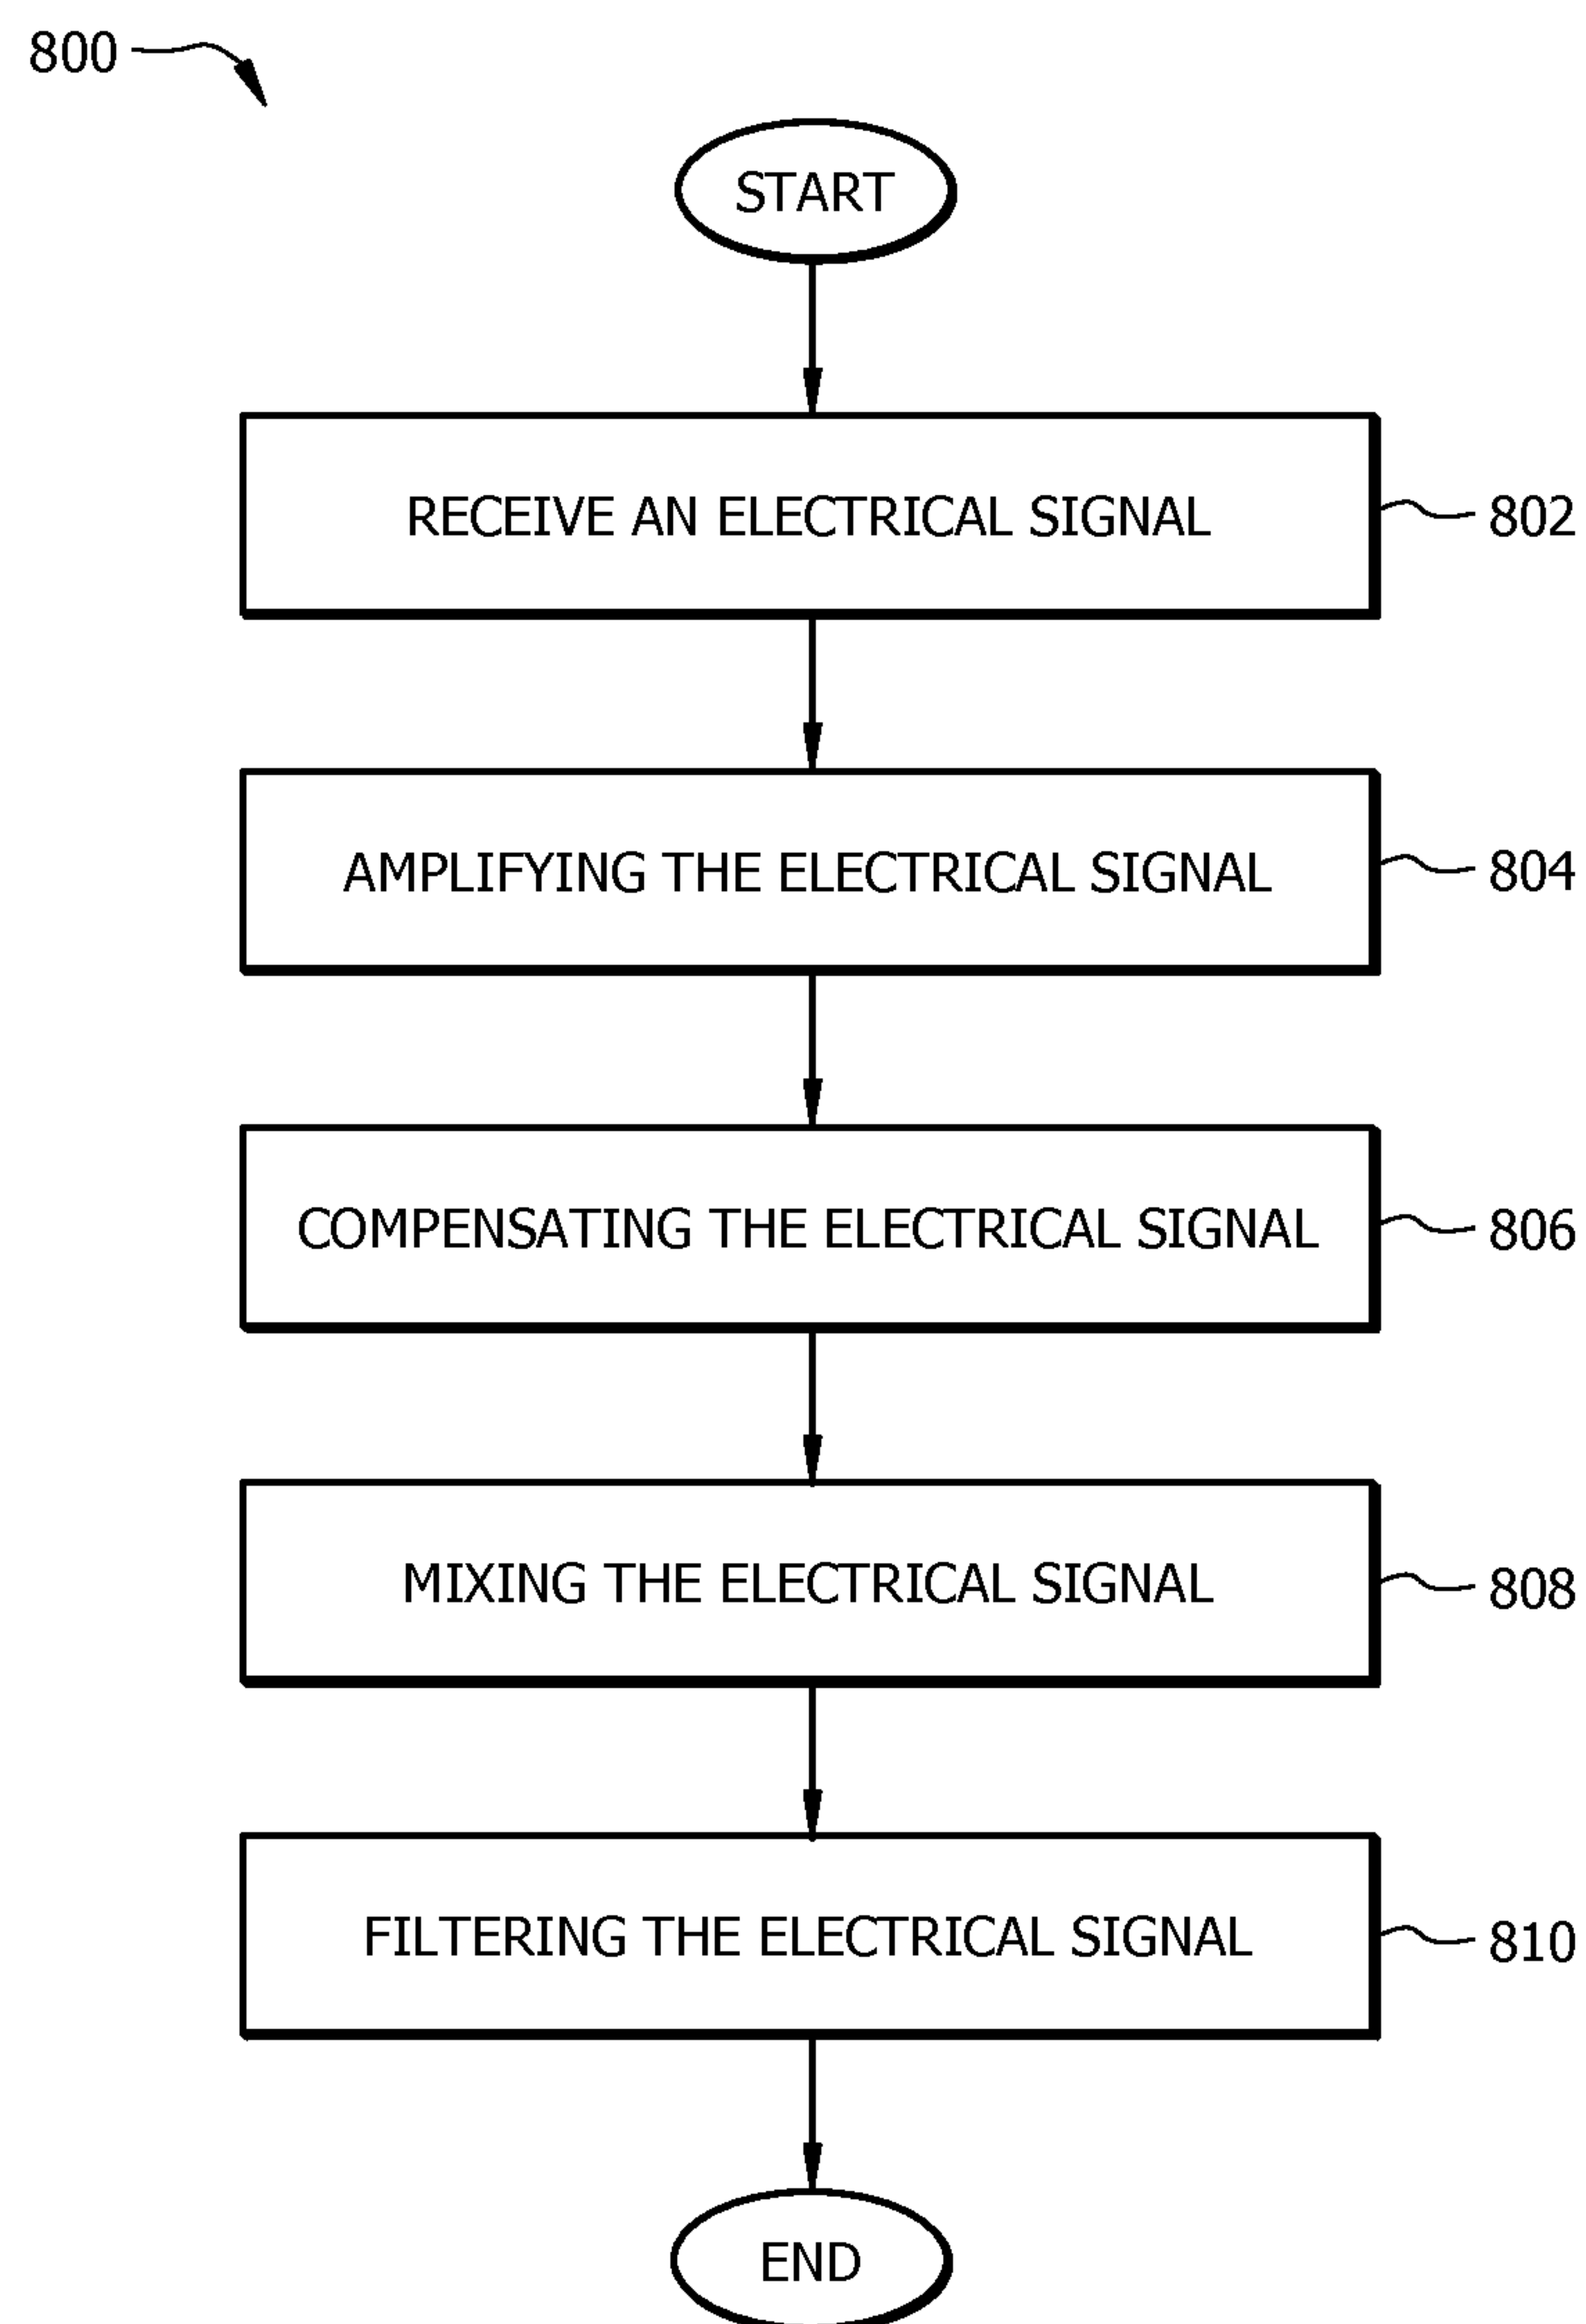 800
START
RECEIVE AN ELECTRICAL SIGNAL
802
AMPLIFYING THE ELECTRICAL SIGNAL
804
COMPENSATING THE ELECTRICAL SIGNAL
806
MIXING THE ELECTRICAL SIGNAL
808
FILTERING THE ELECTRICAL SIGNAL
810
END